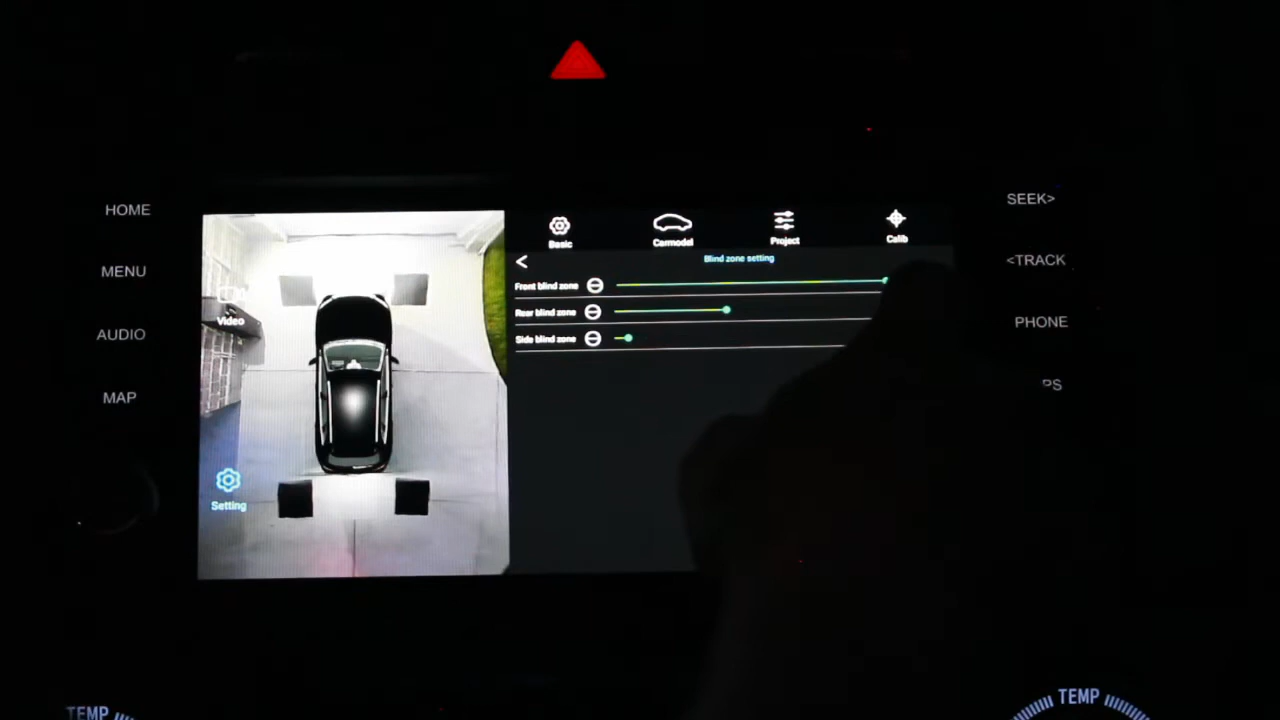 HOME
MENU
AUDIO
MAP
Video
Setting
Basic
Carmodel
Project
Calib
<
Blind zone setting
Front blind zone
Rear blind zone
Side blind zone
SEEK>
<TRACK
PHONE
PS
TEMP
TEMP